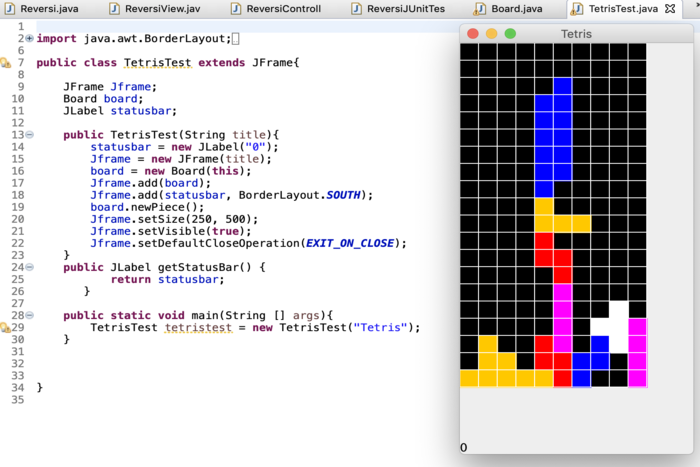 Reversi.java ReversiView.jav ReversiControll ReversiJUnitTes Board.java TetrisTest.java
Tetris
1
2 import java.awt.BorderLayout;
6
7 public class TetrisTest extends JFrame{
8
9 JFrame Jframe;
10 Board board;
11 JLabel statusbar;
12
13 public TetrisTest(String title){
14 statusbar = new JLabel("0");
15 Jframe = new JFrame(title);
16 board = new Board(this);
17 Jframe.add(board);
18 Jframe.add(statusbar, BorderLayout.SOUTH);
19 board.newPiece();
20 Jframe.setSize(250, 500);
21 Jframe.setVisible(true);
22 Jframe.setDefaultCloseOperation(EXIT_ON_CLOSE);
23 }
24 public JLabel getStatusBar() {
25 return statusbar;
26 }
27
28 public static void main(String [] args){
29 TetrisTest tetristest = new TetrisTest("Tetris");
30 }
31
32
33
34 }
35
0